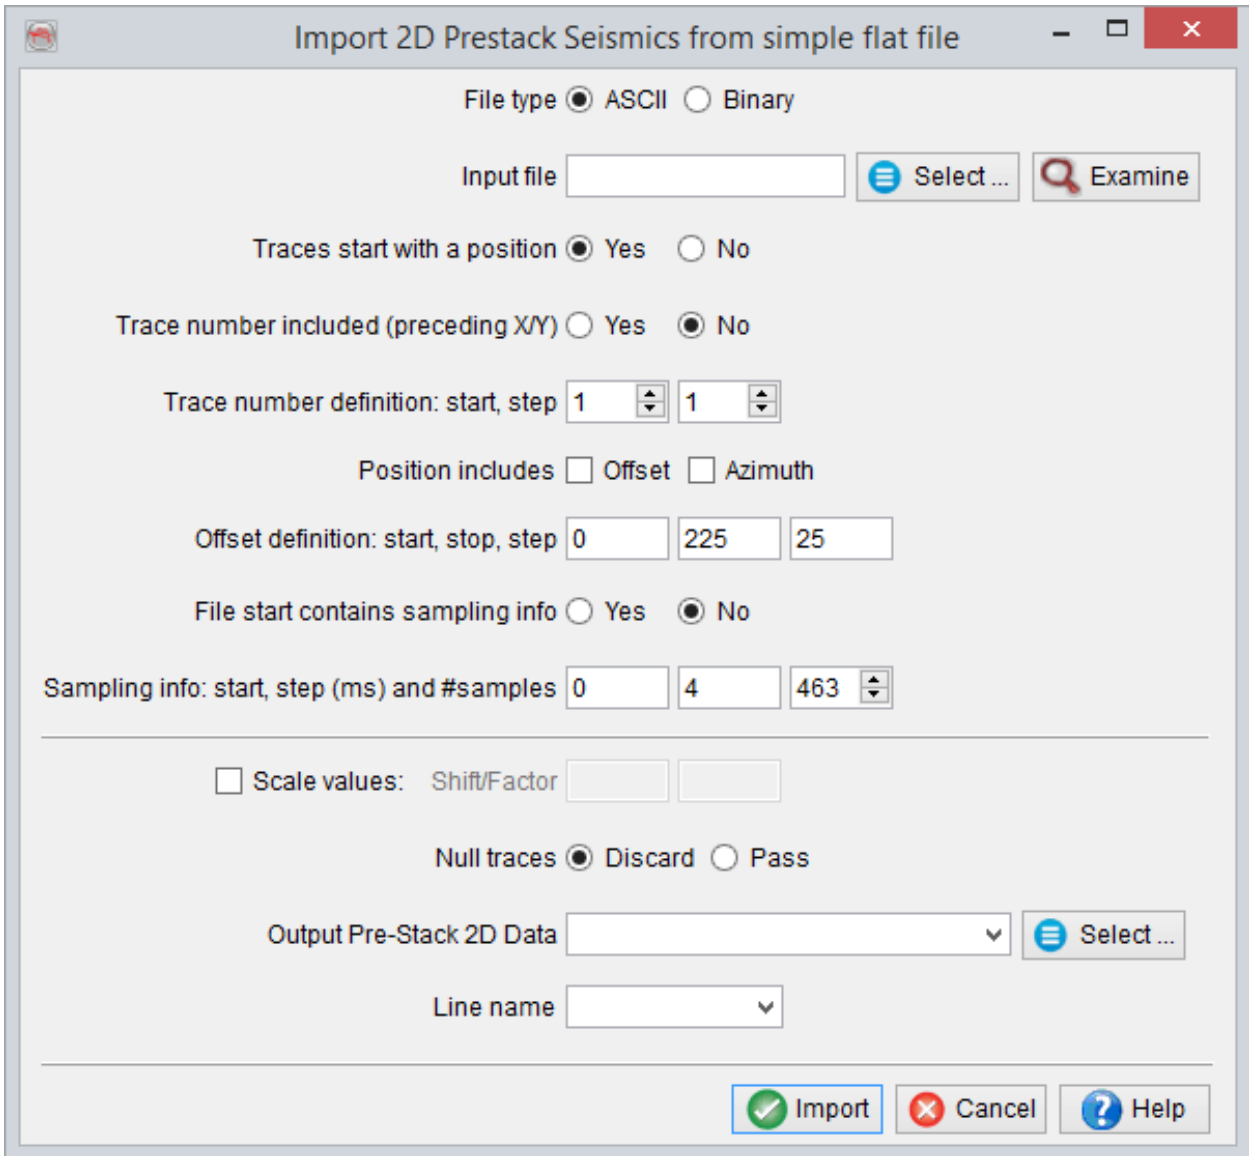 Import 2D Prestack Seismics from simple flat file
File type ASCII Binary
Input file Select ... Examine
Traces start with a position Yes No
Trace number included (preceding X/Y) Yes No
Trace number definition: start, step 1 1
Position includes Offset Azimuth
Offset definition: start, stop, step 0 225 25
File start contains sampling info Yes No
Sampling info: start, step (ms) and #samples 0 4 463
Scale values: Shift/Factor
Null traces Discard Pass
Output Pre-Stack 2D Data Select ...
Line name
Import Cancel Help